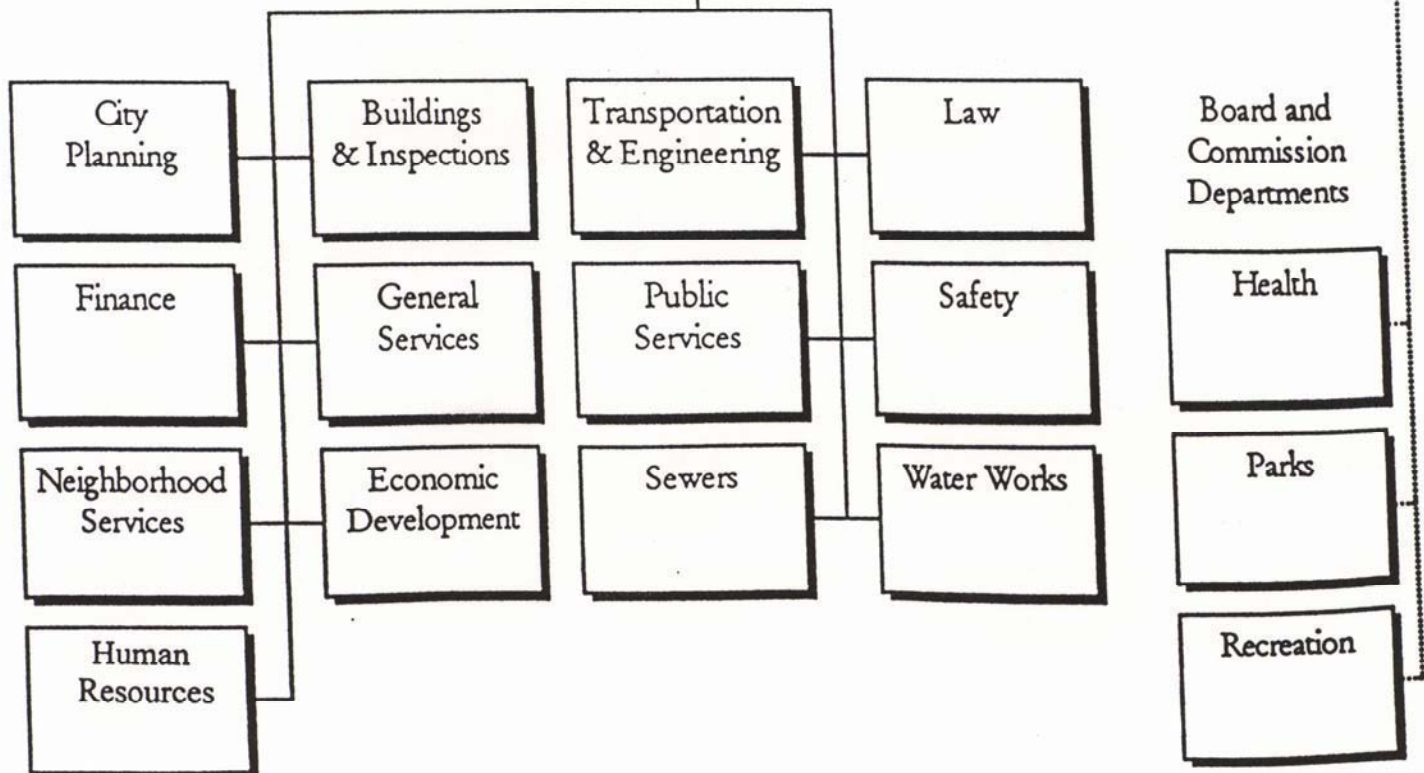 City
Planning
Buildings
& Inspections
Transportation
& Engineering
Law
Board and
Commission
Departments
Finance
General
Services
Public
Services
Safety
Health
Neighborhood
Services
Economic
Development
Sewers
Water Works
Parks
Human
Resources
Recreation